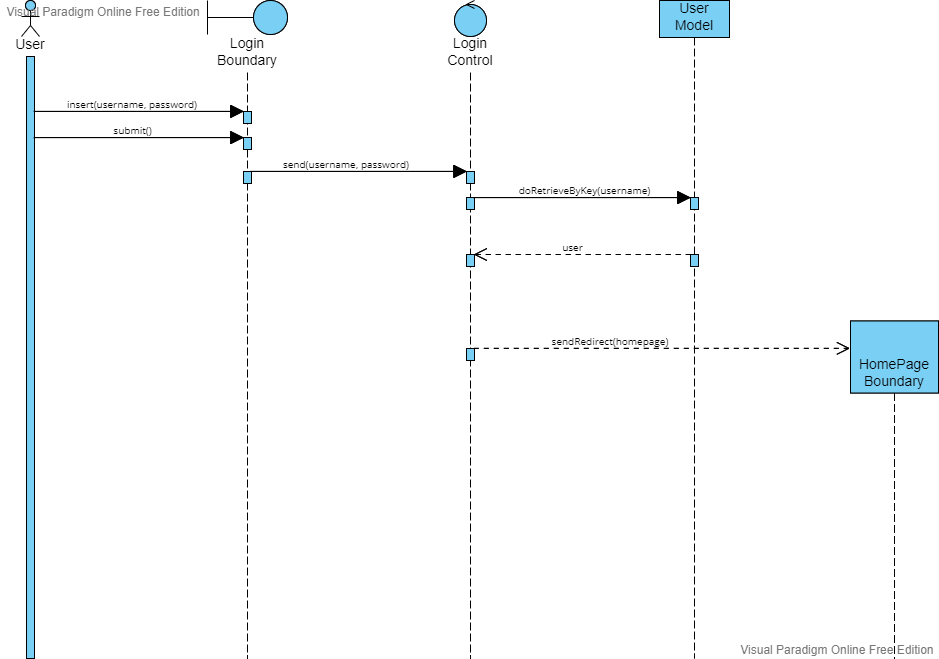 Visual Paradigm Online Free Edition
User
Login
Boundary
Login
Control
User
Model
insert(username, password)
submit()
send(username, password)
doRetrieveByKey(username)
user
sendRedirect(homepage)
HomePage
Boundary
Visual Paradigm Online Free Edition